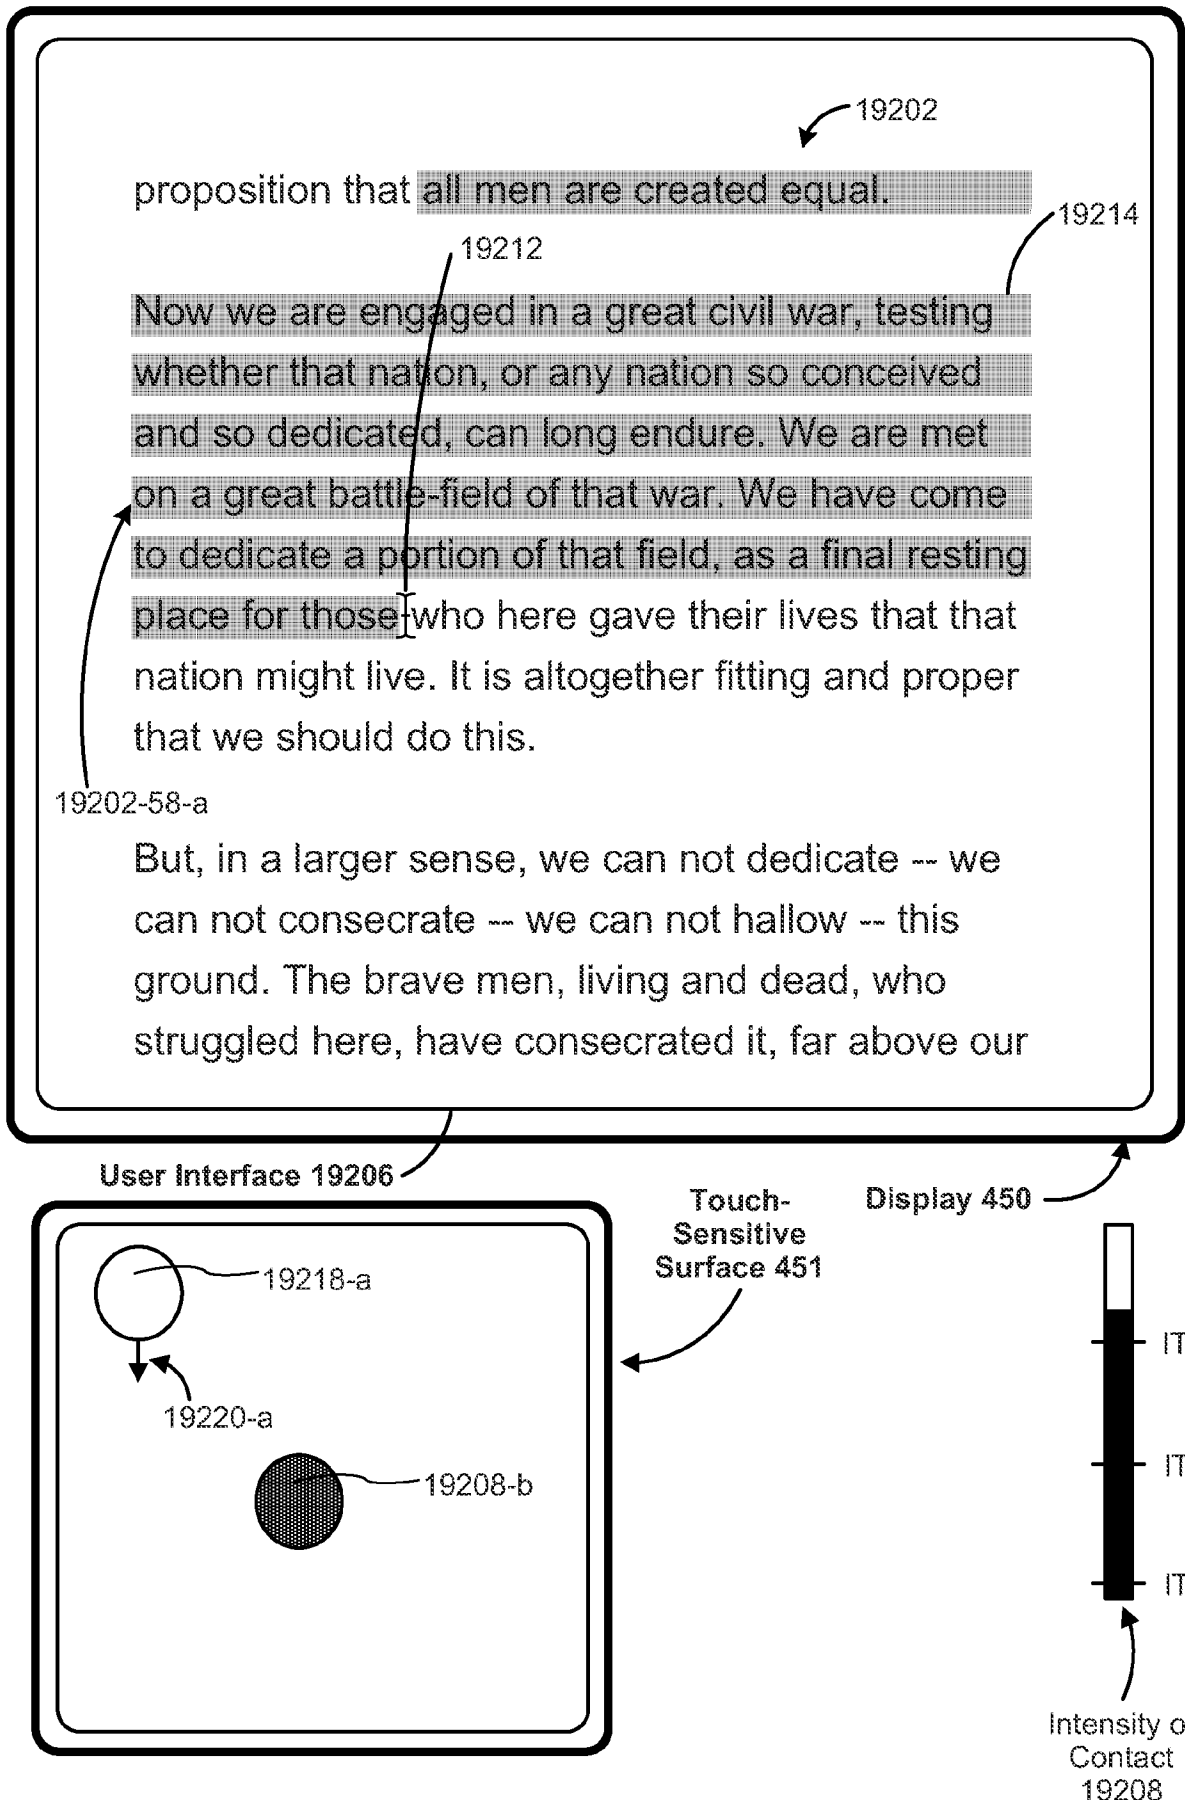 19202
proposition that all men are created equal.
19214
19212
Now we are engaged in a great civil war, testing
whether that nation, or any nation so conceived
and so dedicated, can long endure. We are met
on a great battle-field of that war. We have come
to dedicate a portion of that field, as a final resting
place for those who here gave their lives that that
nation might live. It is altogether fitting and proper
that we should do this.
19202-58-a
But, in a larger sense, we can not dedicate -- we
can not consecrate -- we can not hallow -- this
ground. The brave men, living and dead, who
struggled here, have consecrated it, far above our
User Interface 19206
Display 450
Touch-
Sensitive
Surface 451
19218-a
19220-a
19208-b
IT
IT
IT
Intensity o
Contact
19208